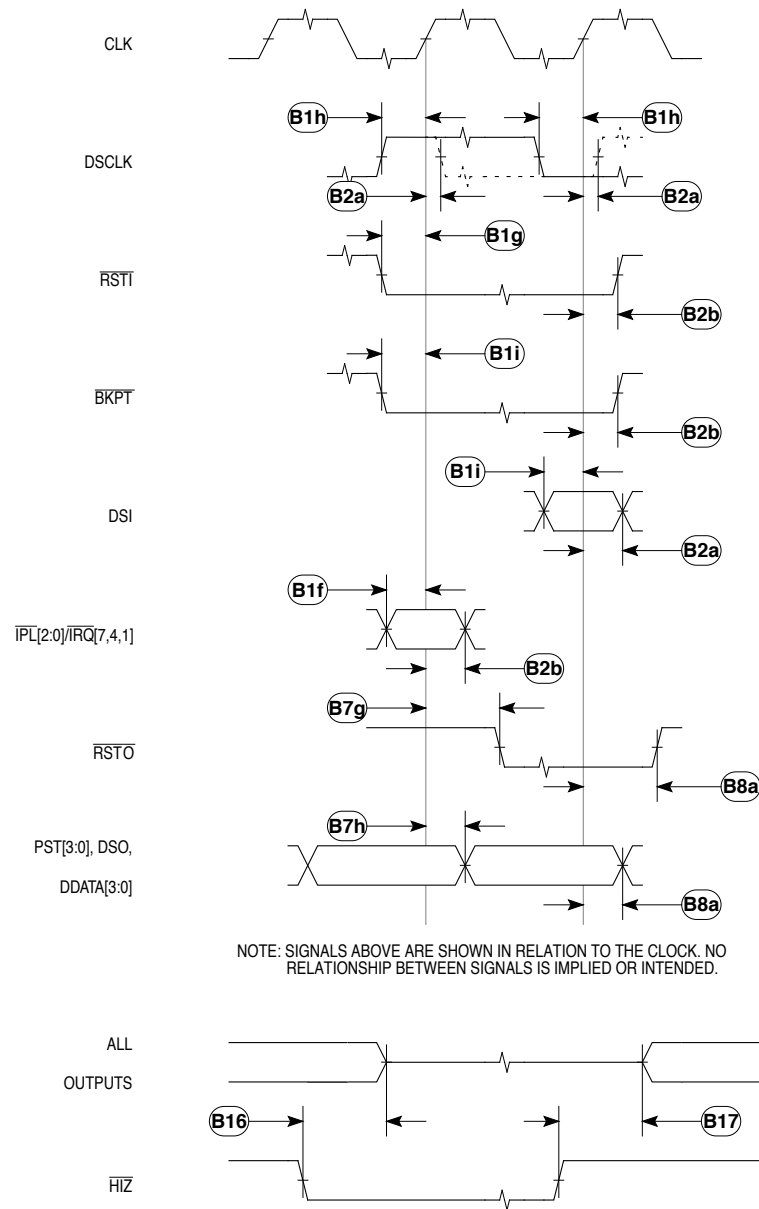 CLK
B1h
B1h
DSCLK
B2a
B2a
B1g
RSTI
B2b
B1i
BKPT
B2b
B1i
DSI
B2a
B1f
IPL[2:0]/IRQ[7,4,1]
B2b
B7g
RSTO
B8a
B7h
PST[3:0], DSO,
DDATA[3:0]
B8a
NOTE: SIGNALS ABOVE ARE SHOWN IN RELATION TO THE CLOCK. NO
RELATIONSHIP BETWEEN SIGNALS IS IMPLIED OR INTENDED.
ALL
OUTPUTS
B16
B17
HIZ